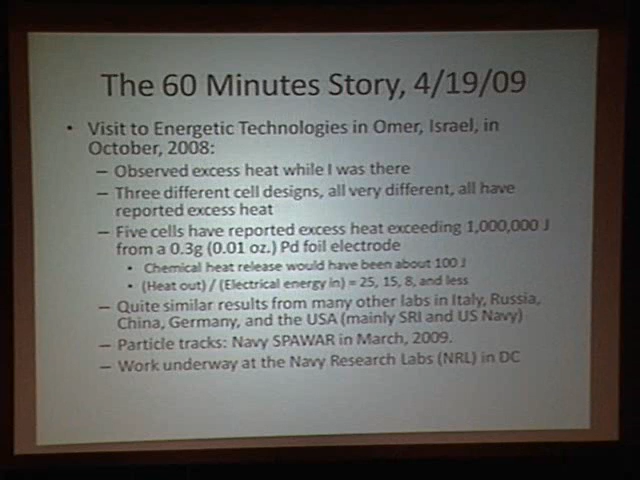 The 60 Minutes Story, 4/19/09
• Visit to Energetic Technologies in Omer, Israel, in
October, 2008:
– Observed excess heat while I was there
– Three different cell designs, all very different, all have
reported excess heat
– Five cells have reported excess heat exceeding 1,000,000 J
from a 0.3g (0.01 oz.) Pd foil electrode
• Chemical heat release would have been about 100 J
• (Heat out) / (Electrical energy in) = 25, 15, 8, and less
– Quite similar results from many other labs in Italy, Russia,
China, Germany, and the USA (mainly SRI and US Navy)
– Particle tracks: Navy SPAWAR in March, 2009.
– Work underway at the Navy Research Labs (NRL) in DC